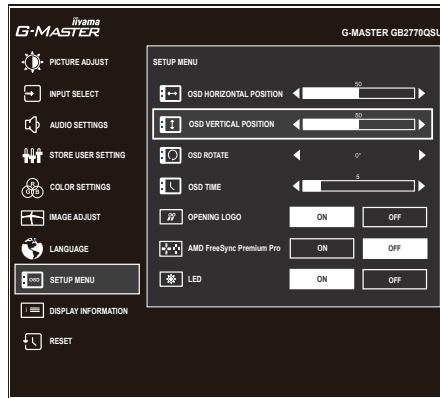 iiyama
G-MASTER
G-MASTER GB2770QSU
PICTURE ADJUST
INPUT SELECT
AUDIO SETTINGS
STORE USER SETTING
COLOR SETTINGS
R
G
B
IMAGE ADJUST
LANGUAGE
OSD
SETUP MENU
DISPLAY INFORMATION
RESET
SETUP MENU
OSD HORIZONTAL POSITION
50
OSD VERTICAL POSITION
50
OSD ROTATE
0°
OSD TIME
5
OPENING LOGO ON OFF
AMD FreeSync Premium Pro ON OFF
LED ON OFF